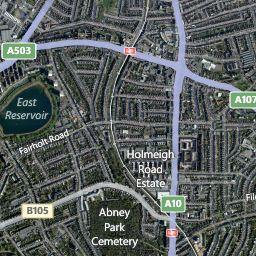 A503
A107
East
Reservoir
Fairholt Road
Holmeigh
Road
Estate
A10
B105
Abney
Park
Cemetery